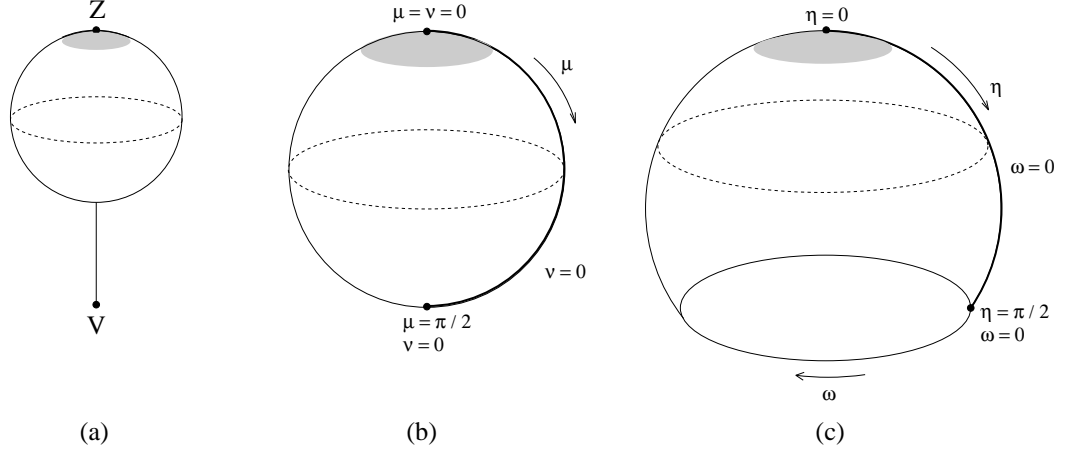 Z
V
(a)
μ = ν = 0
μ
ν = 0
μ = π / 2
ν = 0
(b)
η = 0
η
ω = 0
η = π / 2
ω = 0
ω
(c)